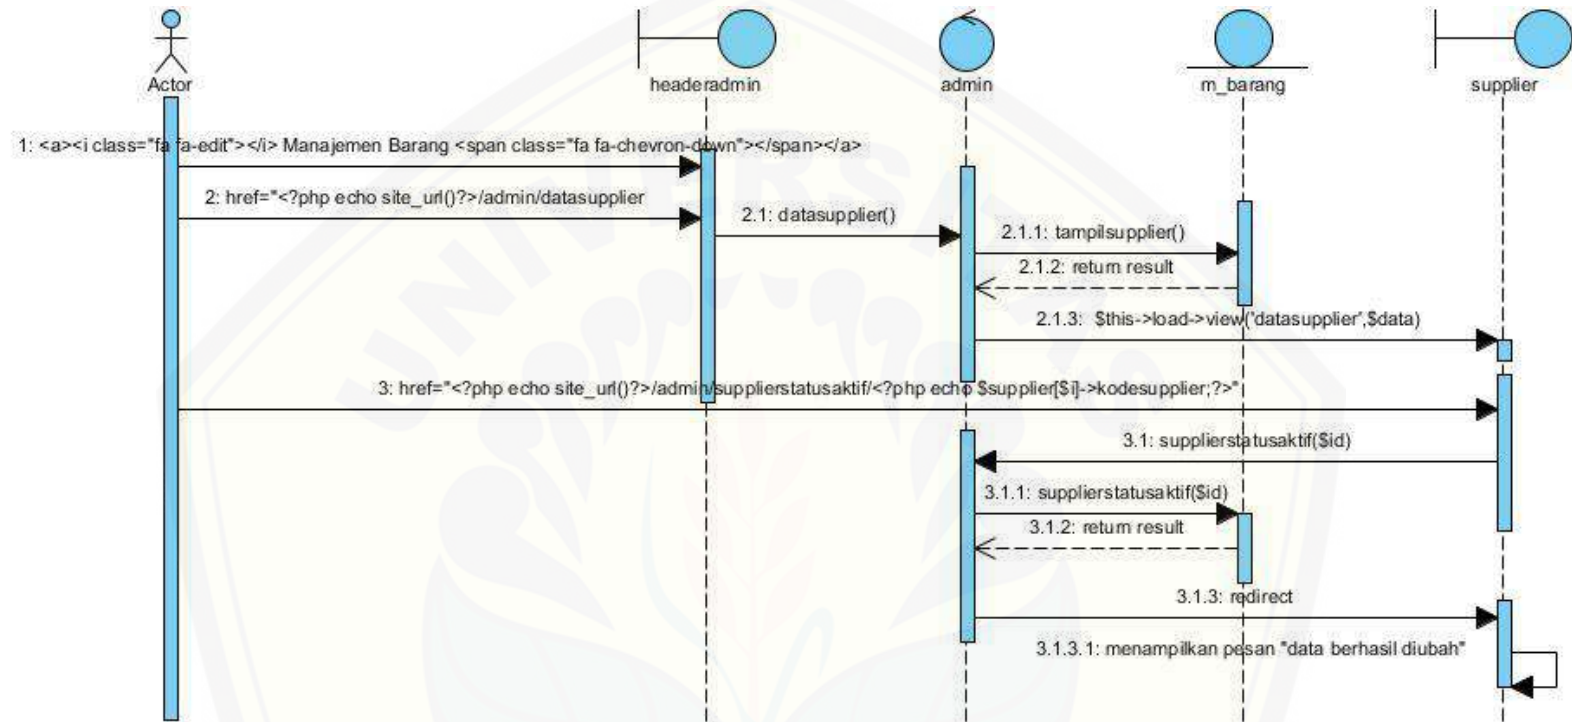 Actor
headeradmin
admin
m_barang
supplier
1: <a><i class="fa fa-edit"></i> Manajemen Barang <span class="fa fa-chevron-down"></span></a>
2: href="<?php echo site_url()?>/admin/datasupplier
2.1: datasupplier()
2.1.1: tampilsupplier()
2.1.2: return result
2.1.3: $this->load->view('datasupplier',$data)
3: href="<?php echo site_url()?>/admin/supplierstatusaktif/<?php echo $supplier[$i]->kodesupplier;?>"
3.1: supplierstatusaktif($id)
3.1.1: supplierstatusaktif($id)
3.1.2: return result
3.1.3: redirect
3.1.3.1: menampilkan pesan "data berhasil diubah"
UNIVERSITAS